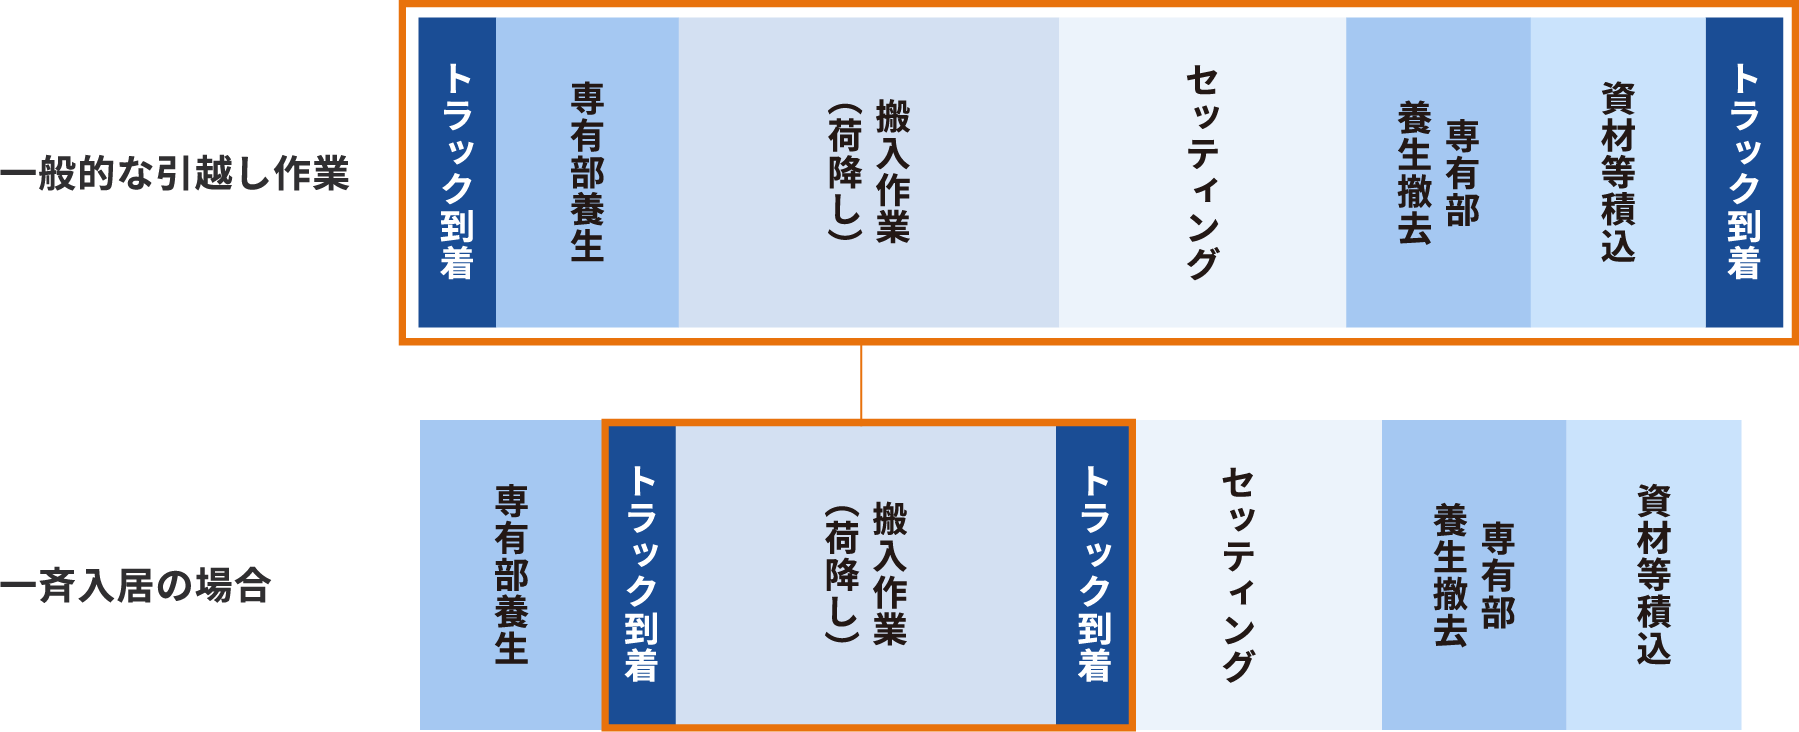 一般的な引越し作業
トラック到着
専有部養生
搬入作業
（荷降し）
セッティング
専有部
養生撤去
資材等積込
トラック到着
一斉入居の場合
専有部養生
トラック到着
搬入作業
（荷降し）
トラック到着
セッティング
専有部
養生撤去
資材等積込